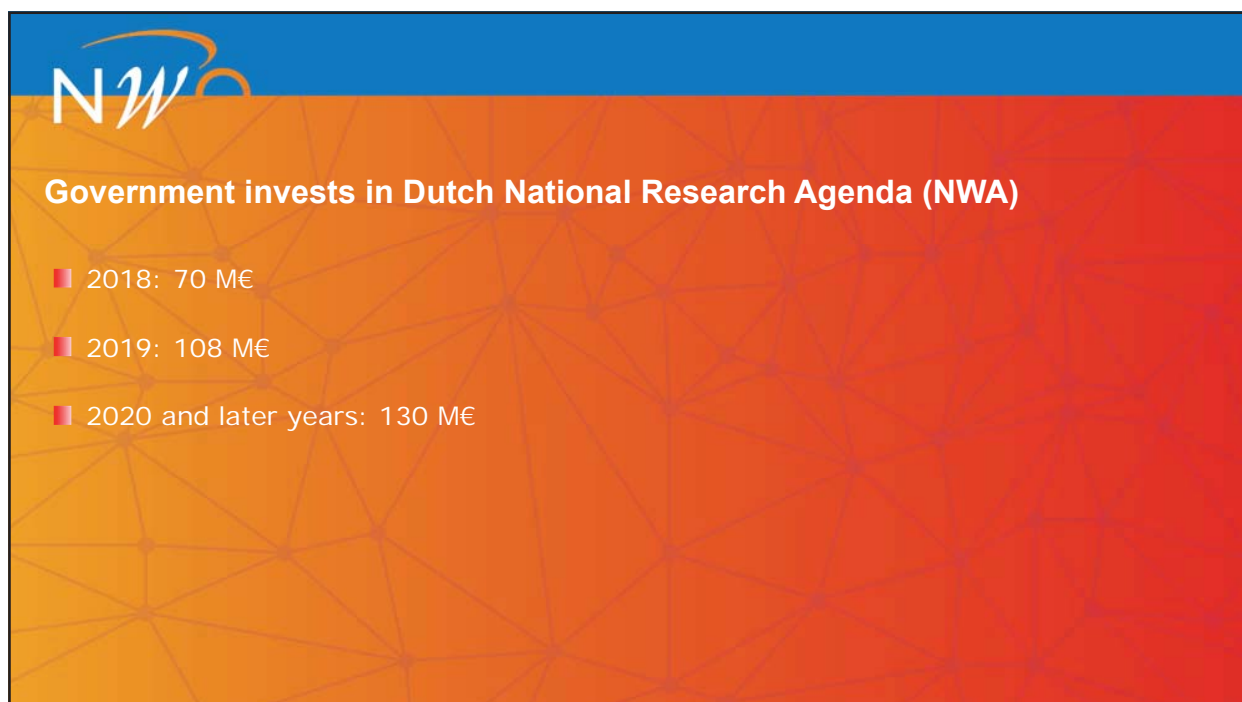 NWO
Government invests in Dutch National Research Agenda (NWA)
2018: 70 M€
2019: 108 M€
2020 and later years: 130 M€